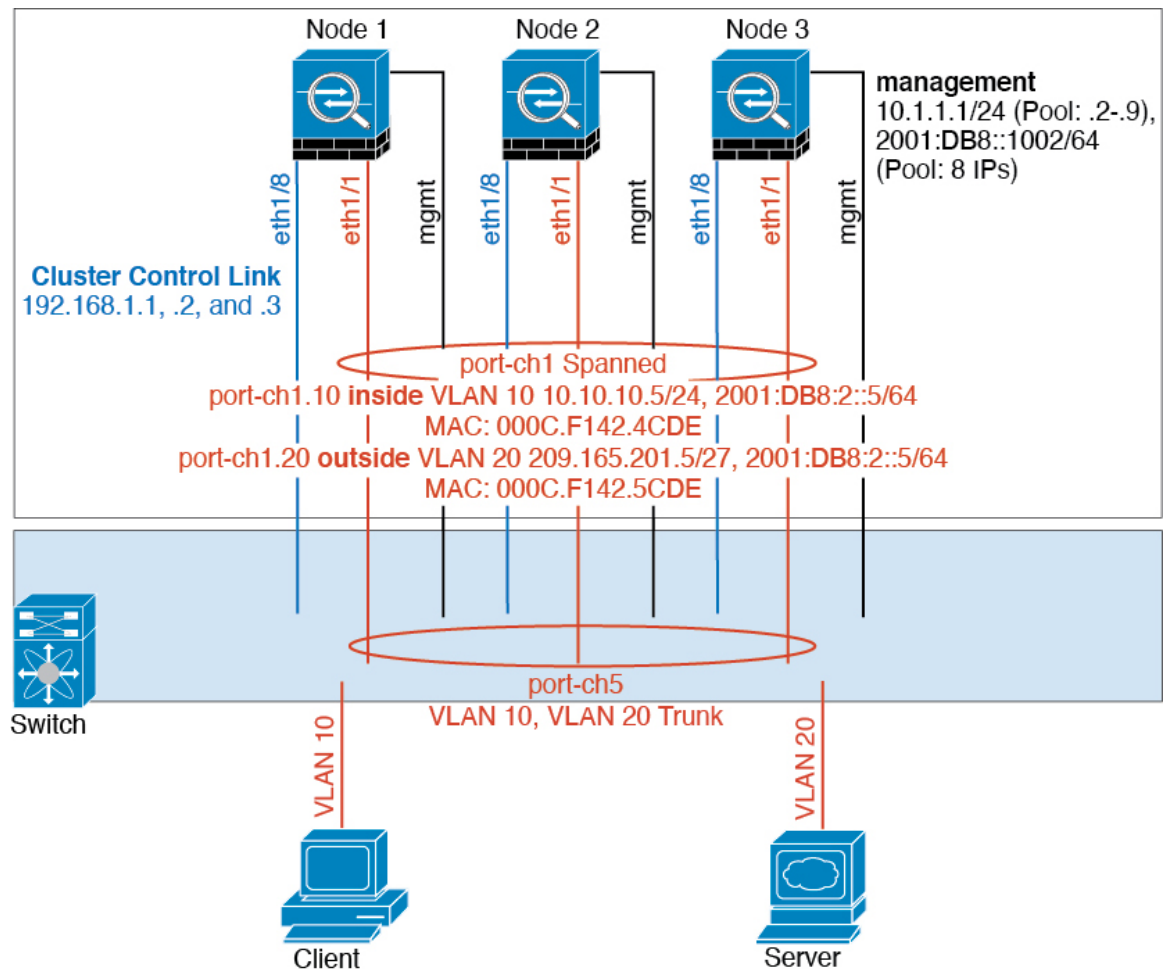 Node 1
Node 2
Node 3
management
10.1.1.1/24 (Pool: .2-.9),
2001:DB8::1002/64
(Pool: 8 IPs)
eth1/8
eth1/1
mgmt
eth1/8
eth1/1
mgmt
eth1/8
eth1/1
mgmt
Cluster Control Link
192.168.1.1, .2, and .3
port-ch1 Spanned
port-ch1.10 inside VLAN 10 10.10.10.5/24, 2001:DB8:2::5/64
MAC: 000C.F142.4CDE
port-ch1.20 outside VLAN 20 209.165.201.5/27, 2001:DB8:2::5/64
MAC: 000C.F142.5CDE
Switch
port-ch5
VLAN 10, VLAN 20 Trunk
VLAN 10
VLAN 20
Client
Server